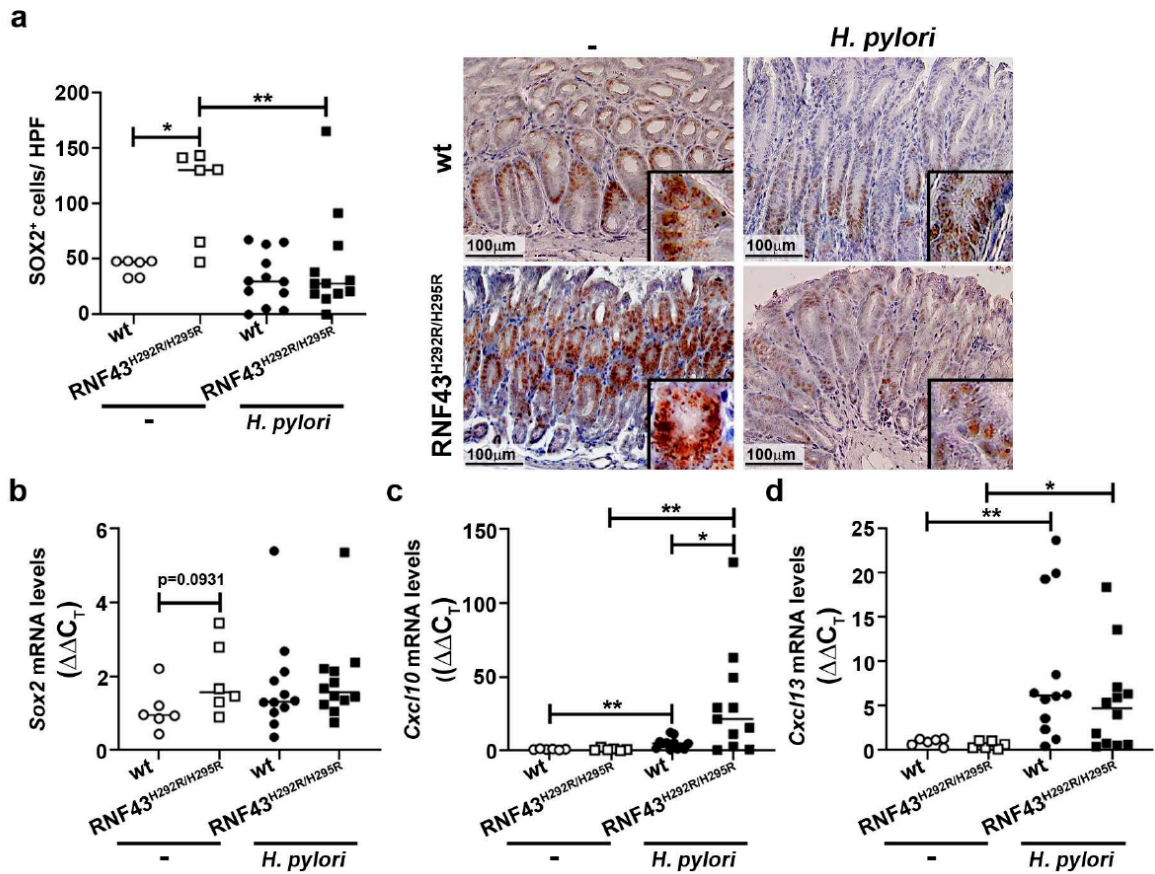 a
- H. pylori
200
150
100
50
0
SOX2+ cells/ HPF
* **
wt
RNF43H292R/H295R
wt
RNF43H292R/H295R
- H. pylori
wt
RNF43H292R/H295R
100μm
100μm
100μm
100μm
b
6
4
2
0
Sox2 mRNA levels
(ΔΔCT)
p=0.0931
wt
RNF43H292R/H295R
wt
RNF43H292R/H295R
- H. pylori
c
150
100
50
0
Cxcl10 mRNA levels
((ΔΔCT)
**
*
**
wt
RNF43H292R/H295R
wt
RNF43H292R/H295R
- H. pylori
d
25
20
15
10
5
0
Cxcl13 mRNA levels
(ΔΔCT)
*
**
wt
RNF43H292R/H295R
wt
RNF43H292R/H295R
- H. pylori